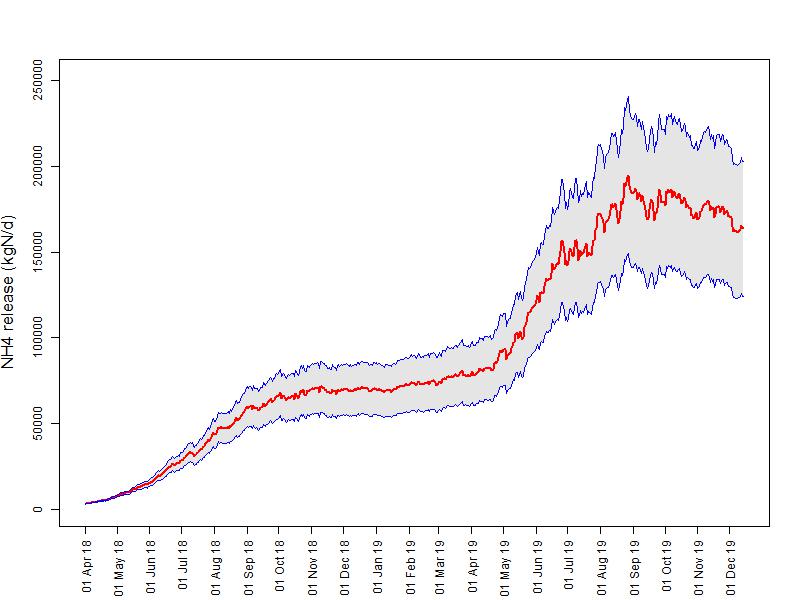 NH4 release (kgN/d)
250000
200000
150000
100000
50000
0
01 Apr 18
01 May 18
01 Jun 18
01 Jul 18
01 Aug 18
01 Sep 18
01 Oct 18
01 Nov 18
01 Dec 18
01 Jan 19
01 Feb 19
01 Mar 19
01 Apr 19
01 May 19
01 Jun 19
01 Jul 19
01 Aug 19
01 Sep 19
01 Oct 19
01 Nov 19
01 Dec 19